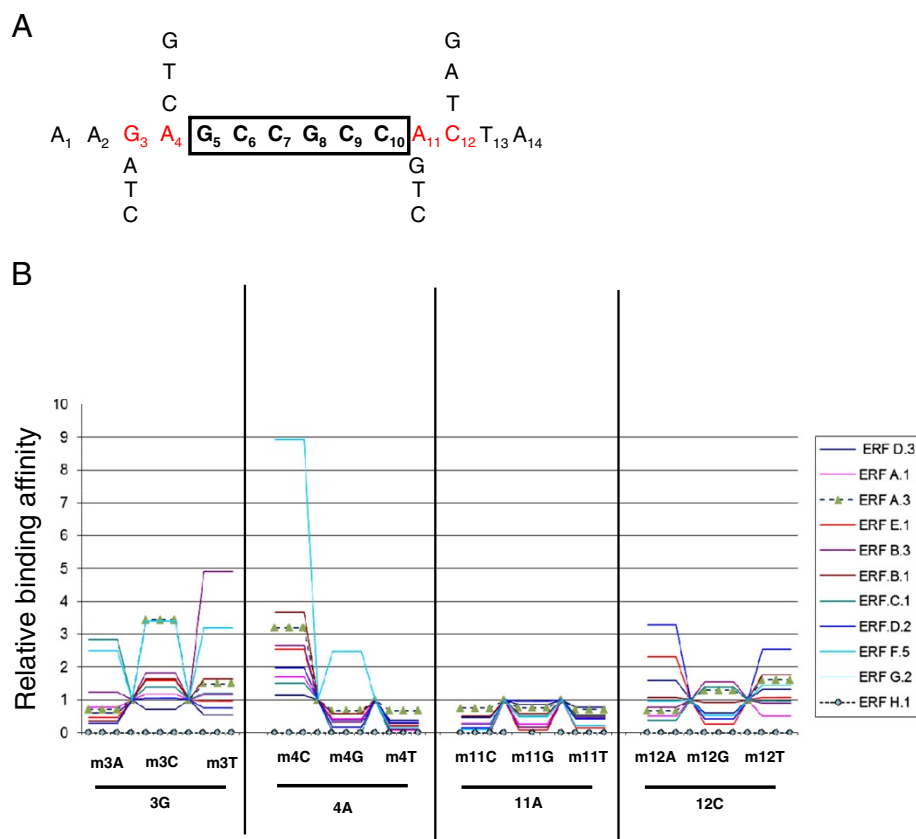 A
G G
T A
C T
A1 A2 G3 A4 G5 C6 C7 G8 C9 C10 A11 C12 T13 A14
A G
T T
C C
B
Relative binding affinity
10
9
8
7
6
5
4
3
2
1
0
m3A m3C m3T m4C m4G m4T m11C m11G m11T m12A m12G m12T
3G 4A 11A 12C
ERF D.3
ERF A.1
ERF A.3
ERF E.1
ERF B.3
ERF.B.1
ERF.C.1
ERF D.2
ERF F.5
ERF G.2
ERF H.1